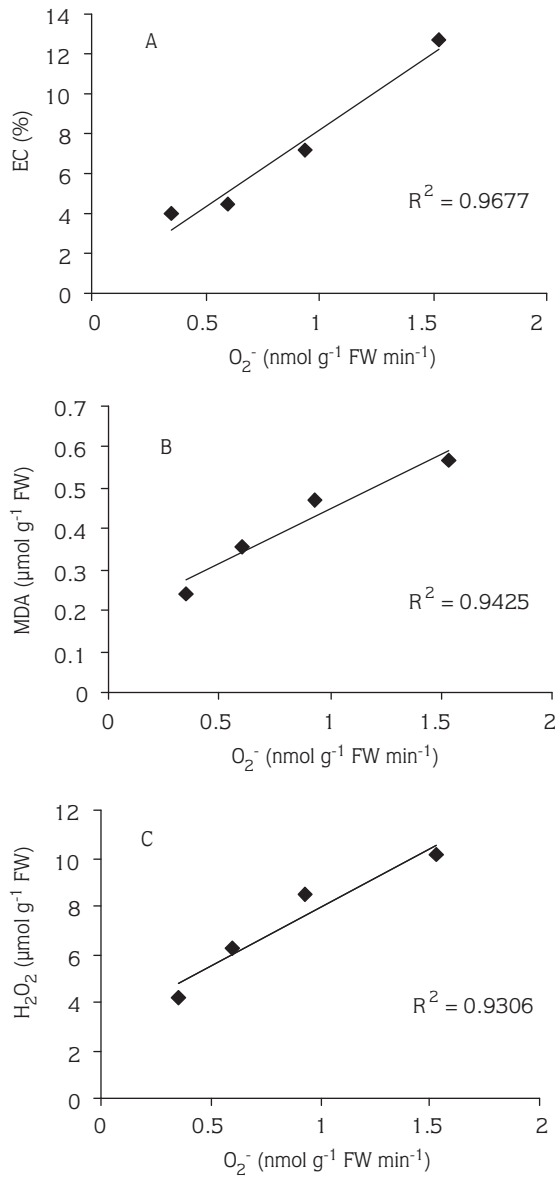 A
EC (%)
14
12
10
8
6
4
2
0
R² = 0.9677
0 0.5 1 1.5 2
O₂⁻ (nmol g⁻¹ FW min⁻¹)
B
MDA (µmol g⁻¹ FW)
0.7
0.6
0.5
0.4
0.3
0.2
0.1
0
R² = 0.9425
0 0.5 1 1.5 2
O₂⁻ (nmol g⁻¹ FW min⁻¹)
C
H₂O₂ (µmol g⁻¹ FW)
12
10
8
6
4
2
0
R² = 0.9306
0 0.5 1 1.5 2
O₂⁻ (nmol g⁻¹ FW min⁻¹)